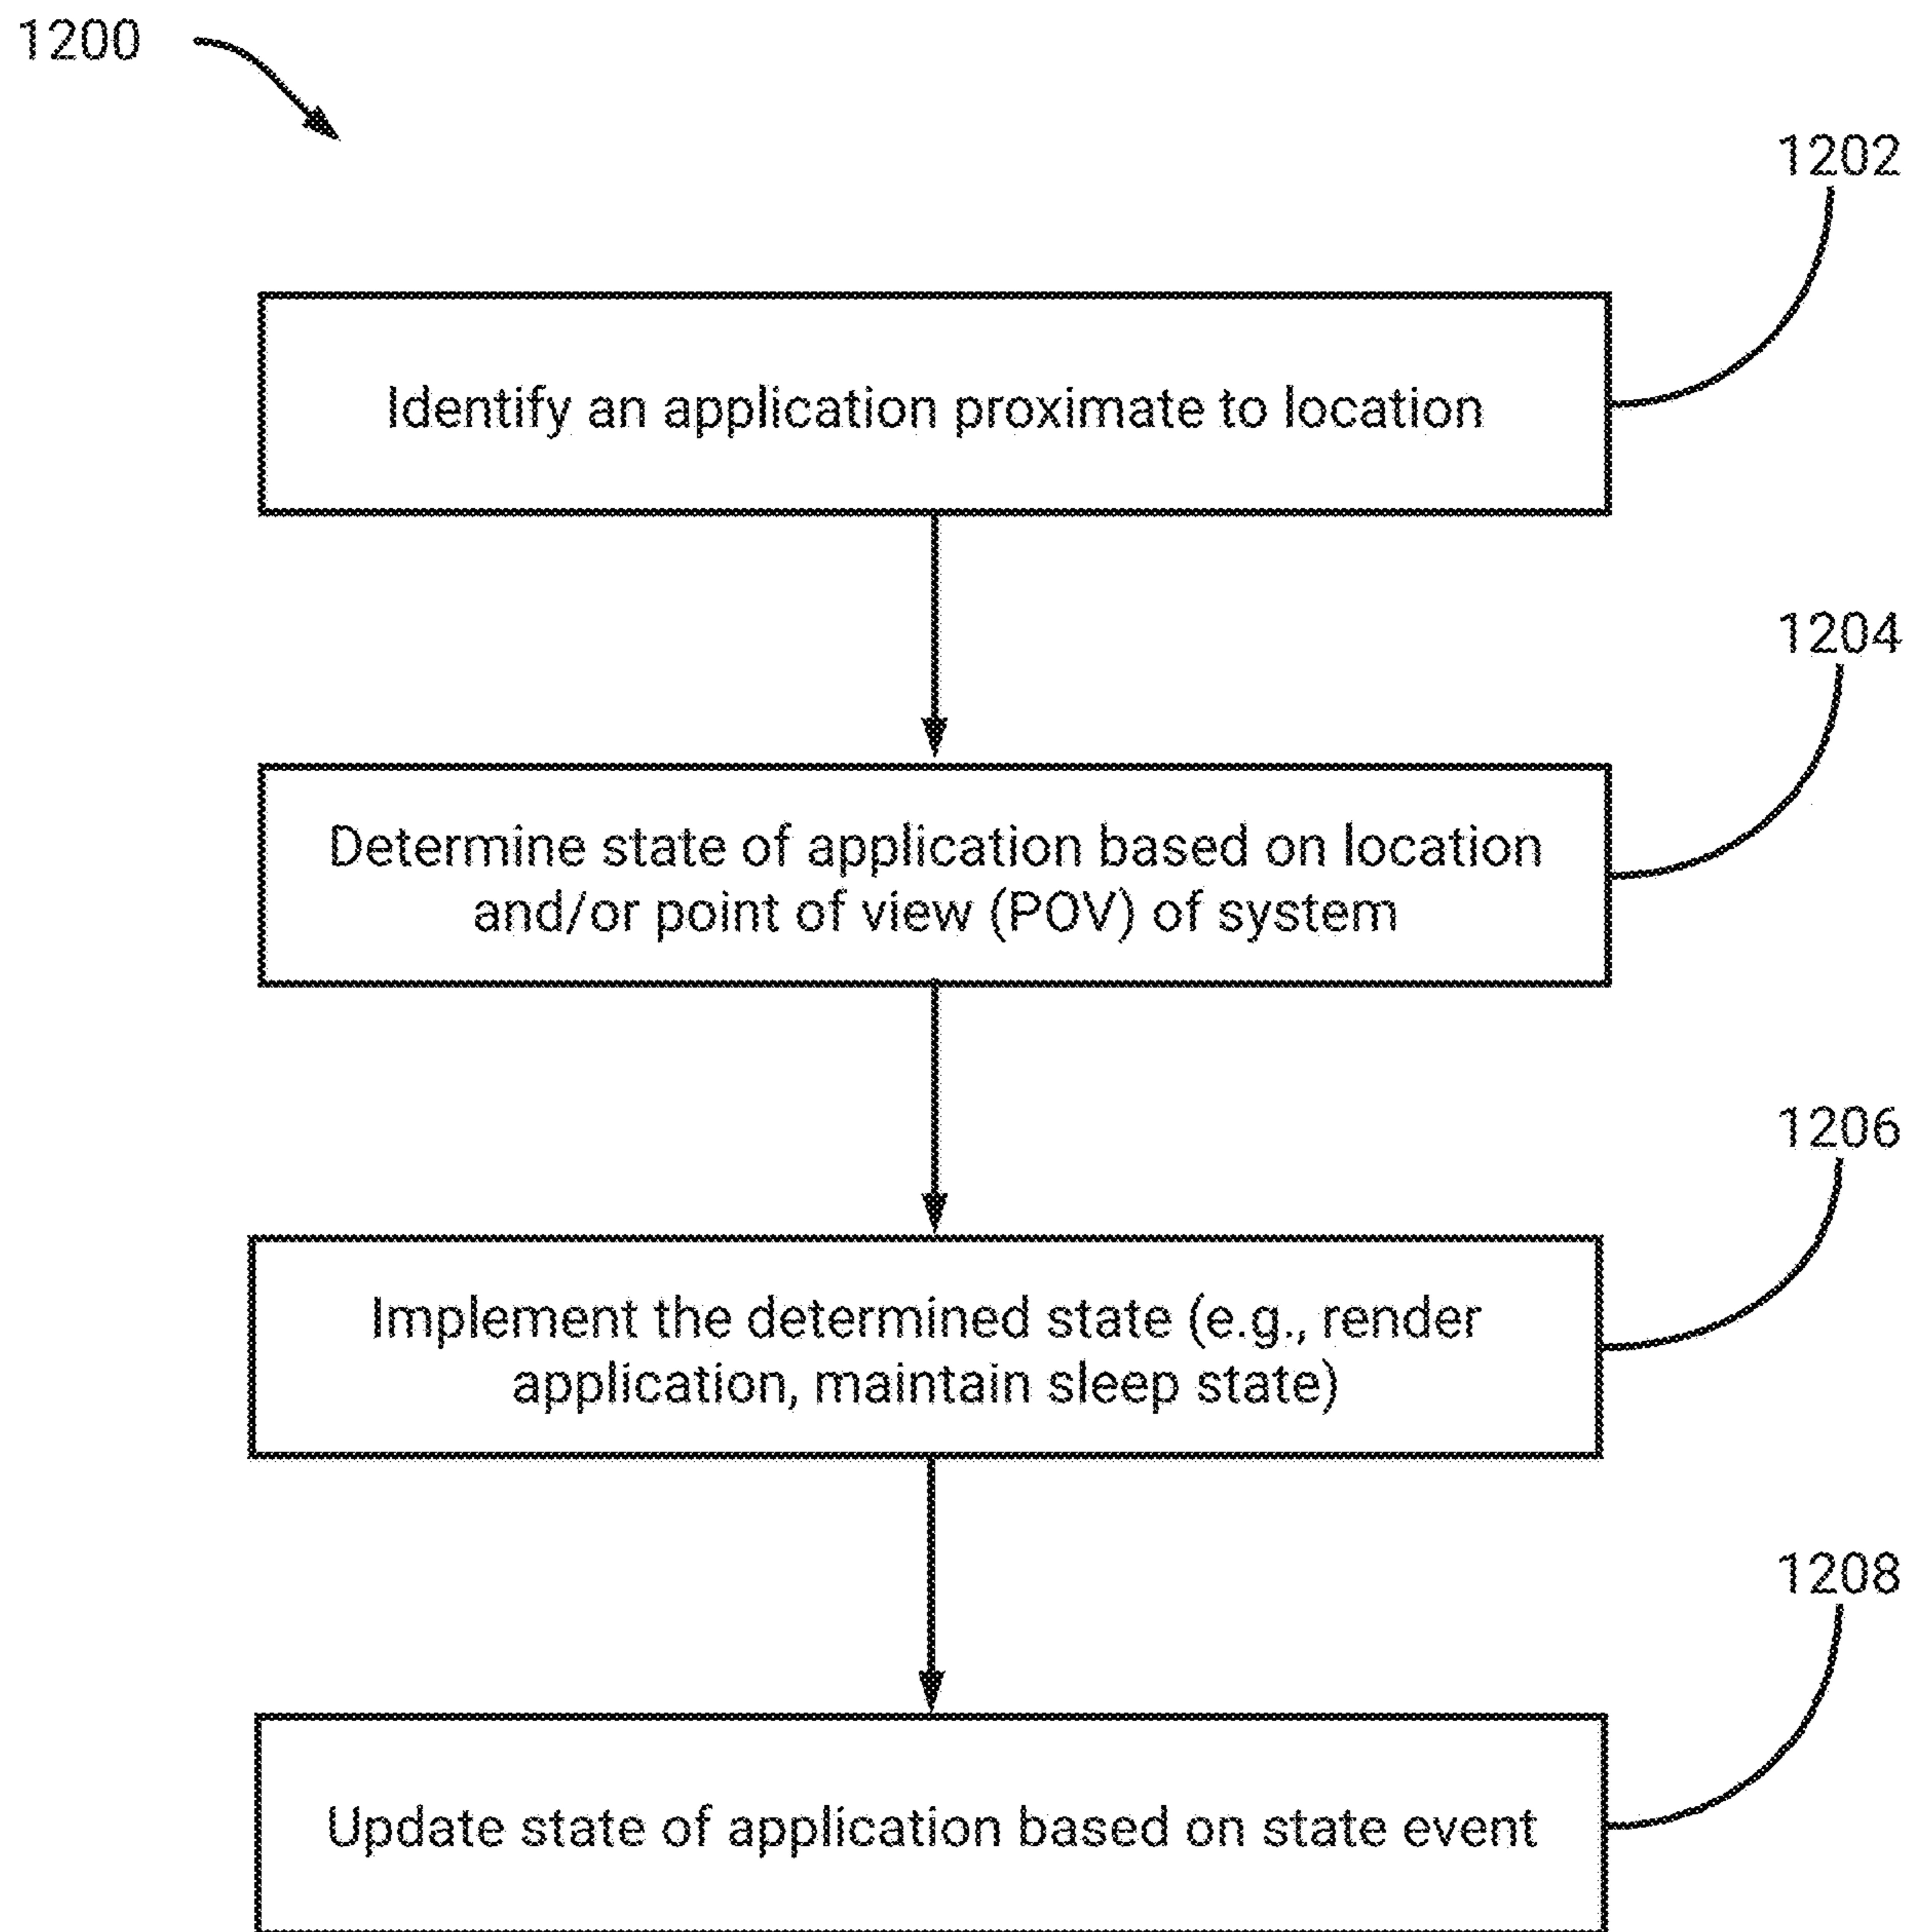 1200
1202
Identify an application proximate to location
1204
Determine state of application based on location
and/or point of view (POV) of system
1206
Implement the determined state (e.g., render
application, maintain sleep state)
1208
Update state of application based on state event